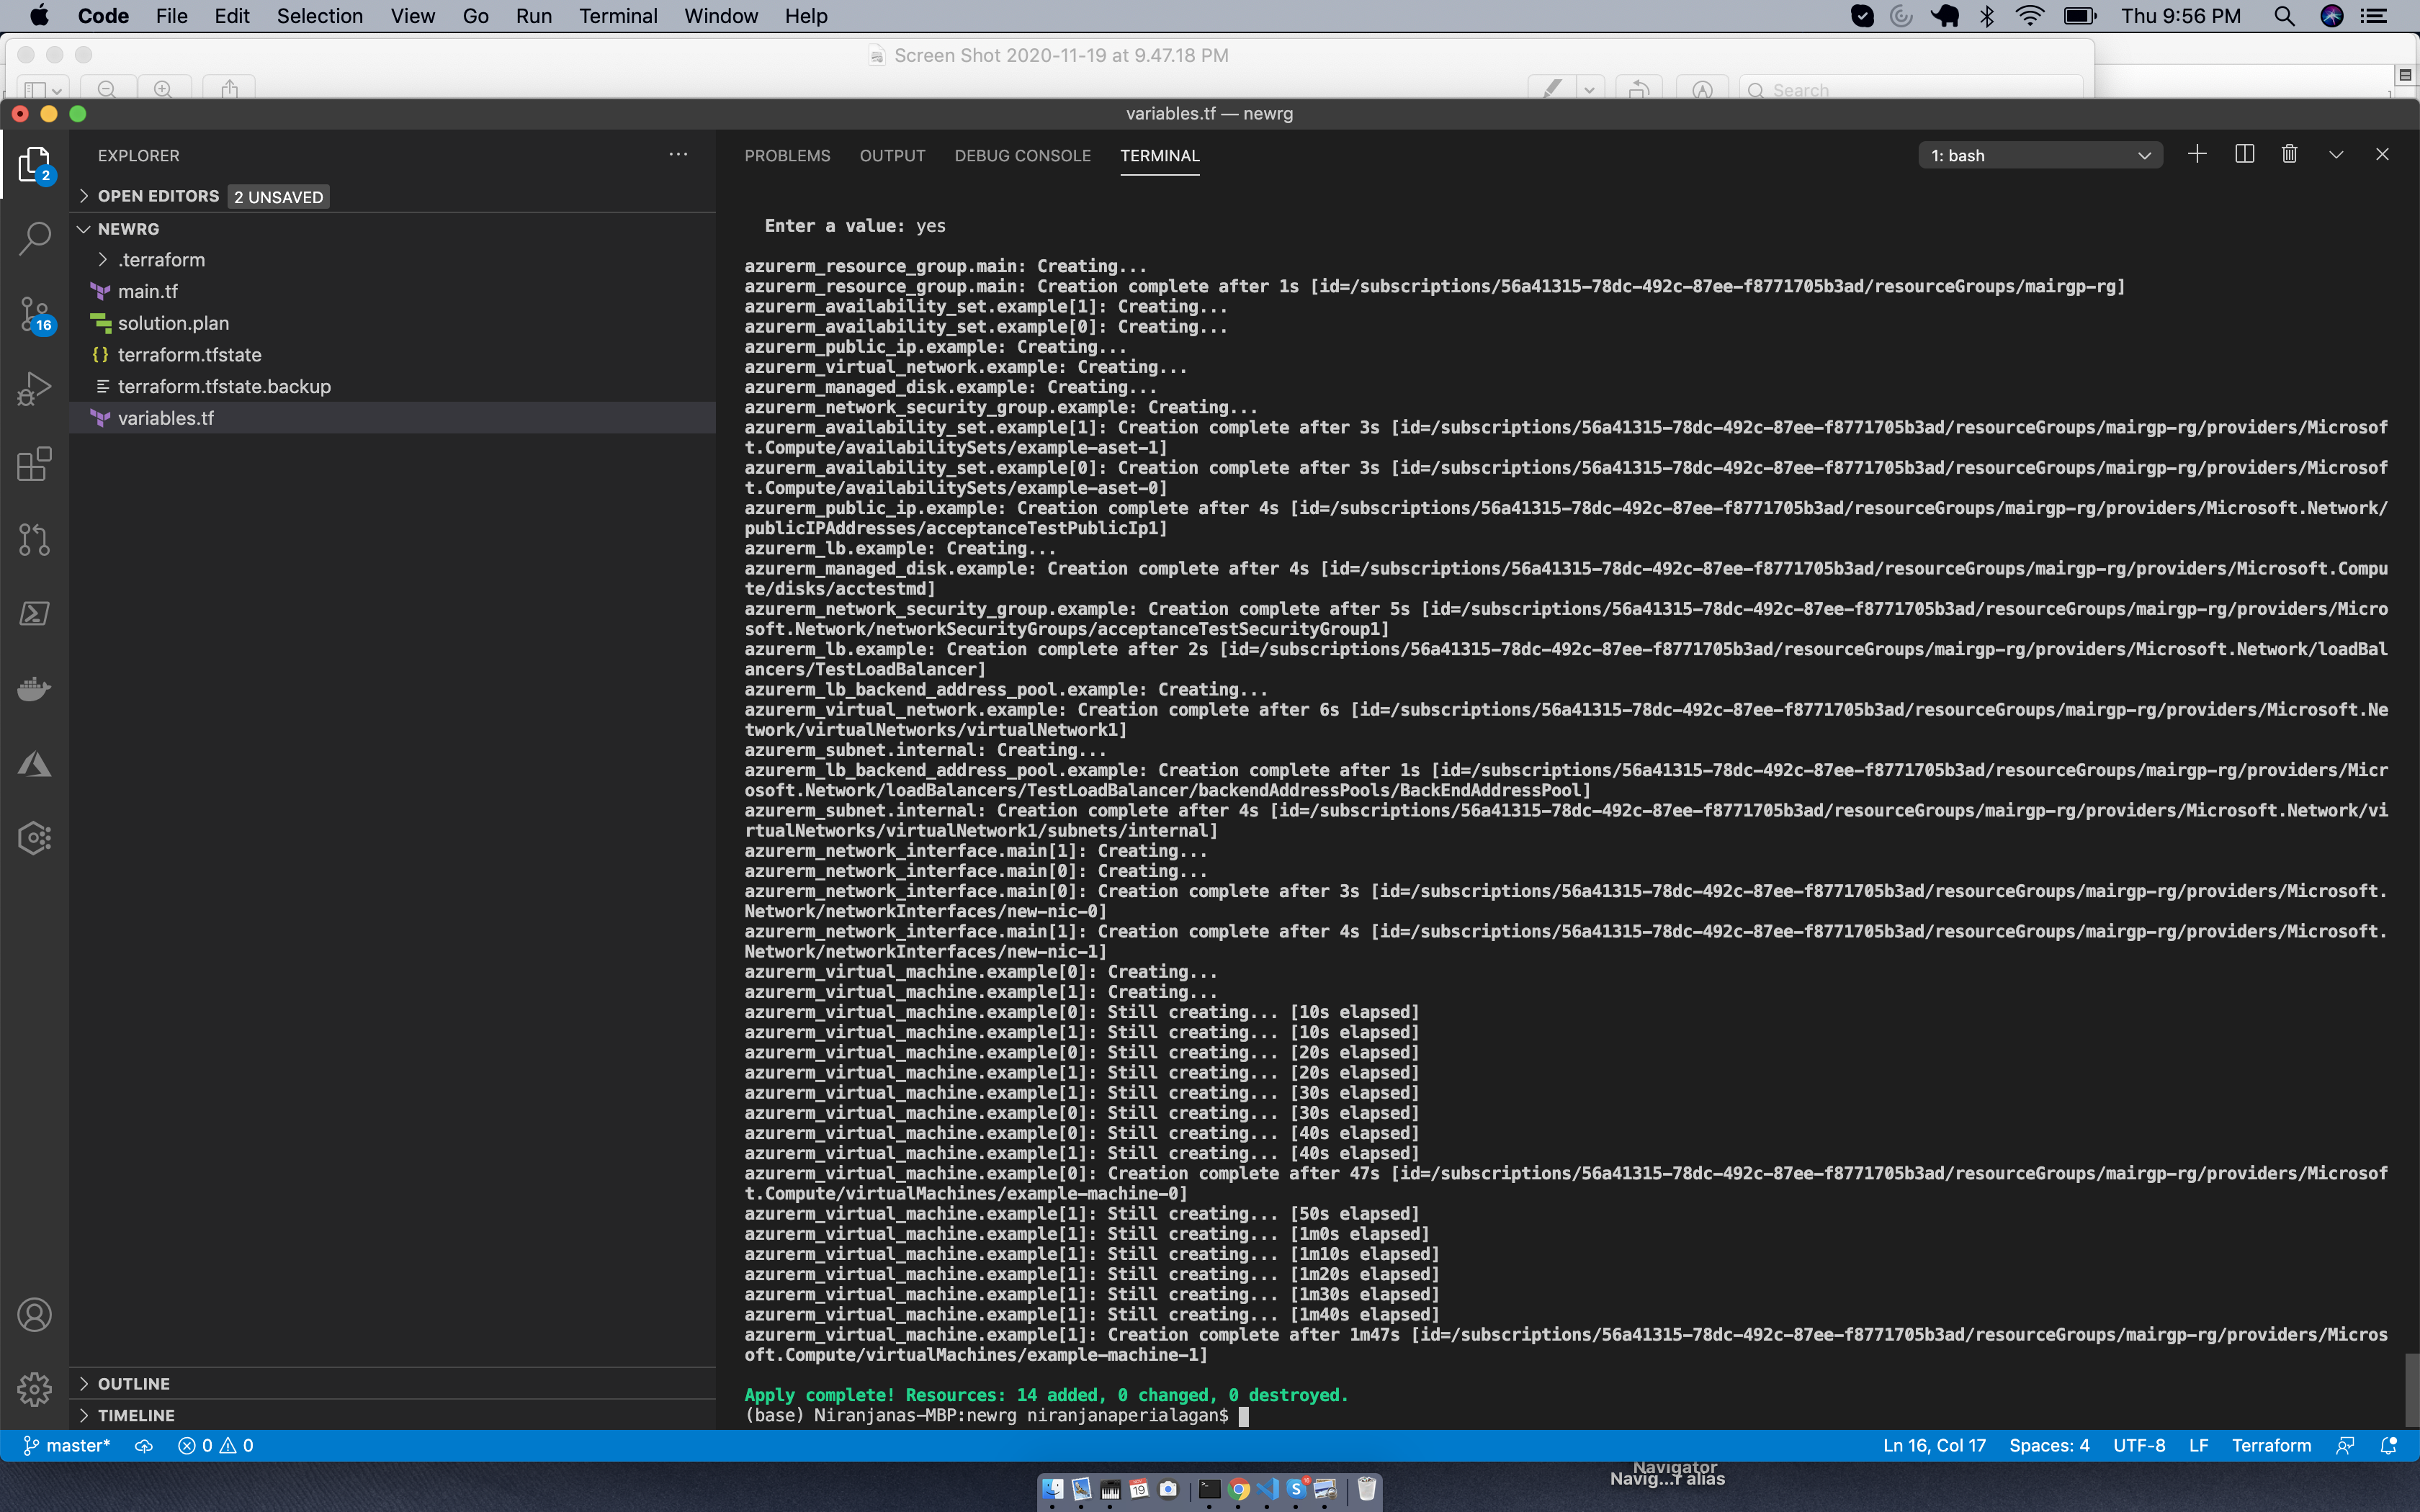 Code File Edit Selection View Go Run Terminal Window Help Thu 9:56 PM
Screen Shot 2020-11-19 at 9.47.18 PM
Search
variables.tf — newrg
EXPLORER
PROBLEMS OUTPUT DEBUG CONSOLE TERMINAL 1: bash
2
OPEN EDITORS 2 UNSAVED
NEWRG
.terraform
main.tf
solution.plan
16
terraform.tfstate
terraform.tfstate.backup
variables.tf
OUTLINE
TIMELINE
Enter a value: yes
azurerm_resource_group.main: Creating...
azurerm_resource_group.main: Creation complete after 1s [id=/subscriptions/56a41315-78dc-492c-87ee-f8771705b3ad/resourceGroups/mairgp-rg]
azurerm_availability_set.example[1]: Creating...
azurerm_availability_set.example[0]: Creating...
azurerm_public_ip.example: Creating...
azurerm_virtual_network.example: Creating...
azurerm_managed_disk.example: Creating...
azurerm_network_security_group.example: Creating...
azurerm_availability_set.example[1]: Creation complete after 3s [id=/subscriptions/56a41315-78dc-492c-87ee-f8771705b3ad/resourceGroups/mairgp-rg/providers/Microsof
t.Compute/availabilitySets/example-aset-1]
azurerm_availability_set.example[0]: Creation complete after 3s [id=/subscriptions/56a41315-78dc-492c-87ee-f8771705b3ad/resourceGroups/mairgp-rg/providers/Microsof
t.Compute/availabilitySets/example-aset-0]
azurerm_public_ip.example: Creation complete after 4s [id=/subscriptions/56a41315-78dc-492c-87ee-f8771705b3ad/resourceGroups/mairgp-rg/providers/Microsoft.Network/
publicIPAddresses/acceptanceTestPublicIp1]
azurerm_lb.example: Creating...
azurerm_managed_disk.example: Creation complete after 4s [id=/subscriptions/56a41315-78dc-492c-87ee-f8771705b3ad/resourceGroups/mairgp-rg/providers/Microsoft.Compu
te/disks/acctestmd]
azurerm_network_security_group.example: Creation complete after 5s [id=/subscriptions/56a41315-78dc-492c-87ee-f8771705b3ad/resourceGroups/mairgp-rg/providers/Micro
soft.Network/networkSecurityGroups/acceptanceTestSecurityGroup1]
azurerm_lb.example: Creation complete after 2s [id=/subscriptions/56a41315-78dc-492c-87ee-f8771705b3ad/resourceGroups/mairgp-rg/providers/Microsoft.Network/loadBal
ancers/TestLoadBalancer]
azurerm_lb_backend_address_pool.example: Creating...
azurerm_virtual_network.example: Creation complete after 6s [id=/subscriptions/56a41315-78dc-492c-87ee-f8771705b3ad/resourceGroups/mairgp-rg/providers/Microsoft.Ne
twork/virtualNetworks/virtualNetwork1]
azurerm_subnet.internal: Creating...
azurerm_lb_backend_address_pool.example: Creation complete after 1s [id=/subscriptions/56a41315-78dc-492c-87ee-f8771705b3ad/resourceGroups/mairgp-rg/providers/Micr
osoft.Network/loadBalancers/TestLoadBalancer/backendAddressPools/BackEndAddressPool]
azurerm_subnet.internal: Creation complete after 4s [id=/subscriptions/56a41315-78dc-492c-87ee-f8771705b3ad/resourceGroups/mairgp-rg/providers/Microsoft.Network/vi
rtualNetworks/virtualNetwork1/subnets/internal]
azurerm_network_interface.main[1]: Creating...
azurerm_network_interface.main[0]: Creating...
azurerm_network_interface.main[0]: Creation complete after 3s [id=/subscriptions/56a41315-78dc-492c-87ee-f8771705b3ad/resourceGroups/mairgp-rg/providers/Microsoft.
Network/networkInterfaces/new-nic-0]
azurerm_network_interface.main[1]: Creation complete after 4s [id=/subscriptions/56a41315-78dc-492c-87ee-f8771705b3ad/resourceGroups/mairgp-rg/providers/Microsoft.
Network/networkInterfaces/new-nic-1]
azurerm_virtual_machine.example[0]: Creating...
azurerm_virtual_machine.example[1]: Creating...
azurerm_virtual_machine.example[0]: Still creating... [10s elapsed]
azurerm_virtual_machine.example[1]: Still creating... [10s elapsed]
azurerm_virtual_machine.example[0]: Still creating... [20s elapsed]
azurerm_virtual_machine.example[1]: Still creating... [20s elapsed]
azurerm_virtual_machine.example[1]: Still creating... [30s elapsed]
azurerm_virtual_machine.example[0]: Still creating... [30s elapsed]
azurerm_virtual_machine.example[0]: Still creating... [40s elapsed]
azurerm_virtual_machine.example[1]: Still creating... [40s elapsed]
azurerm_virtual_machine.example[0]: Creation complete after 47s [id=/subscriptions/56a41315-78dc-492c-87ee-f8771705b3ad/resourceGroups/mairgp-rg/providers/Microsof
t.Compute/virtualMachines/example-machine-0]
azurerm_virtual_machine.example[1]: Still creating... [50s elapsed]
azurerm_virtual_machine.example[1]: Still creating... [1m0s elapsed]
azurerm_virtual_machine.example[1]: Still creating... [1m10s elapsed]
azurerm_virtual_machine.example[1]: Still creating... [1m20s elapsed]
azurerm_virtual_machine.example[1]: Still creating... [1m30s elapsed]
azurerm_virtual_machine.example[1]: Still creating... [1m40s elapsed]
azurerm_virtual_machine.example[1]: Creation complete after 1m47s [id=/subscriptions/56a41315-78dc-492c-87ee-f8771705b3ad/resourceGroups/mairgp-rg/providers/Micros
oft.Compute/virtualMachines/example-machine-1]
Apply complete! Resources: 14 added, 0 changed, 0 destroyed.
(base) Niranjanas-MBP:newrg niranjanaperialagan$
master* 0 0 Ln 16, Col 17 Spaces: 4 UTF-8 LF Terraform
Navigator
Navig...r alias
19